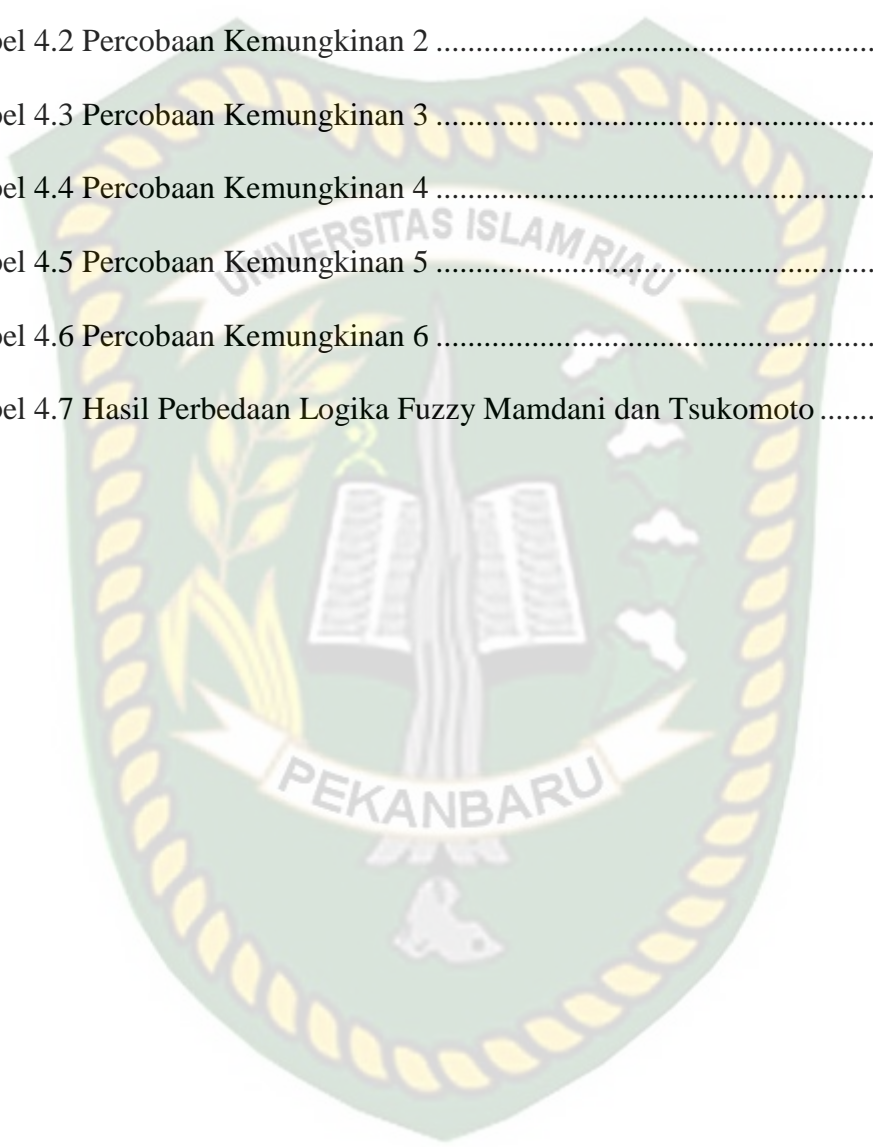 bel 4.2 Percobaan Kemungkinan 2 ..........................................................
bel 4.3 Percobaan Kemungkinan 3 ..........................................................
bel 4.4 Percobaan Kemungkinan 4 ..........................................................
UNIVERSITAS ISLAM RIAU
bel 4.5 Percobaan Kemungkinan 5 ..........................................................
bel 4.6 Percobaan Kemungkinan 6 ..........................................................
bel 4.7 Hasil Perbedaan Logika Fuzzy Mamdani dan Tsukomoto .......
PEKANBARU